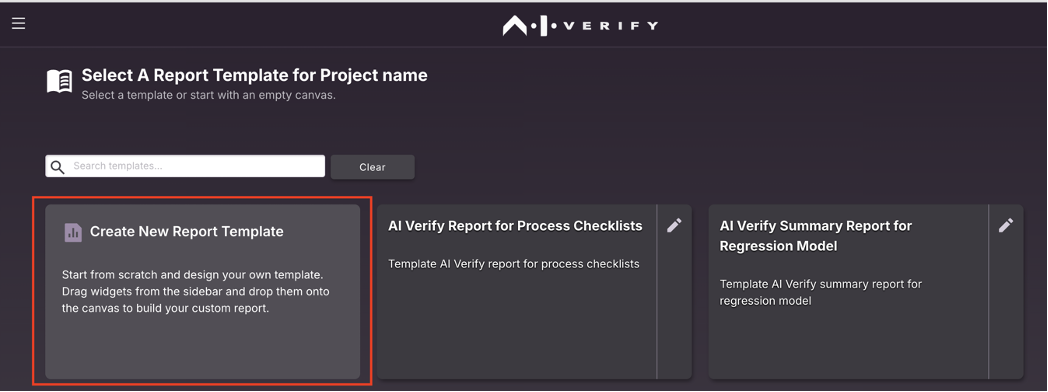 AI VERIFY
Select A Report Template for Project name
Select a template or start with an empty canvas.
Search templates...
Clear
Create New Report Template
Start from scratch and design your own template.
Drag widgets from the sidebar and drop them onto
the canvas to build your custom report.
AI Verify Report for Process Checklists
Template AI Verify report for process checklists
AI Verify Summary Report for
Regression Model
Template AI Verify summary report for
regression model